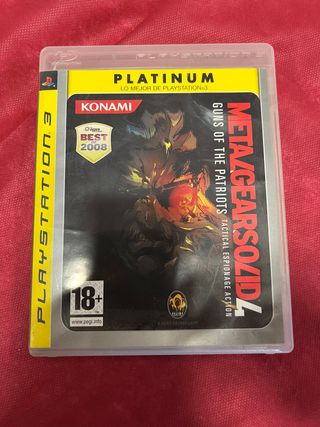 PLATINUM
LO MEJOR DE PLAYSTATION®3
PLAYSTATION 3
KONAMI
BEST
2008
METAL GEAR SOLID 4
GUNS OF THE PATRIOTS
TACTICAL ESPIONAGE ACTION
18+
www.pegi.info